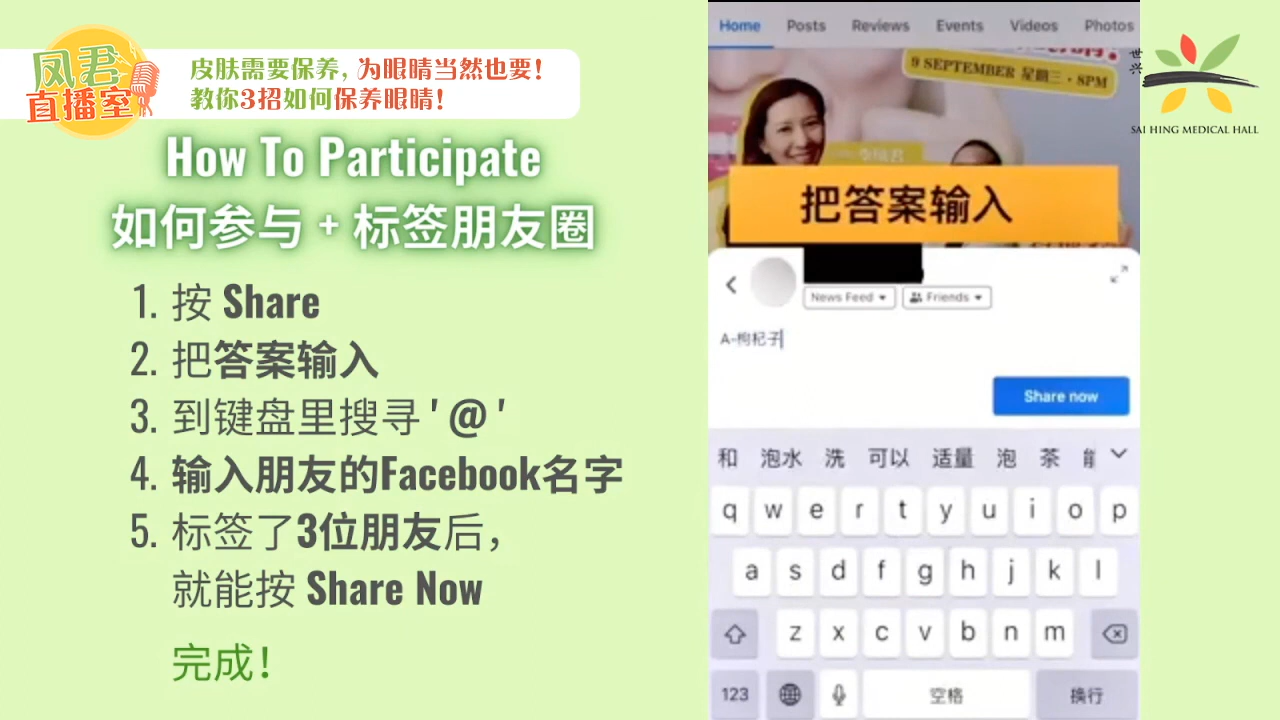 凤君
直播室
皮肤需要保养, 为眼睛当然也要!
教你3招如何保养眼睛!
How To Participate
如何参与 + 标签朋友圈
1. 按 Share
2. 把答案输入
3. 到键盘里搜寻 ' @ '
4. 输入朋友的Facebook名字
5. 标签了3位朋友后,
就能按 Share Now
完成!
Home Posts Reviews Events Videos Photos
9 SEPTEMBER 星期三 · 8PM
把答案输入
News Feed Friends
A-枸杞子
Share now
和 泡水 洗 可以 适量 泡 茶 能
q w e r t y u i o p
a s d f g h j k l
z x c v b n m
123 空格 换行
SAI HING MEDICAL HALL